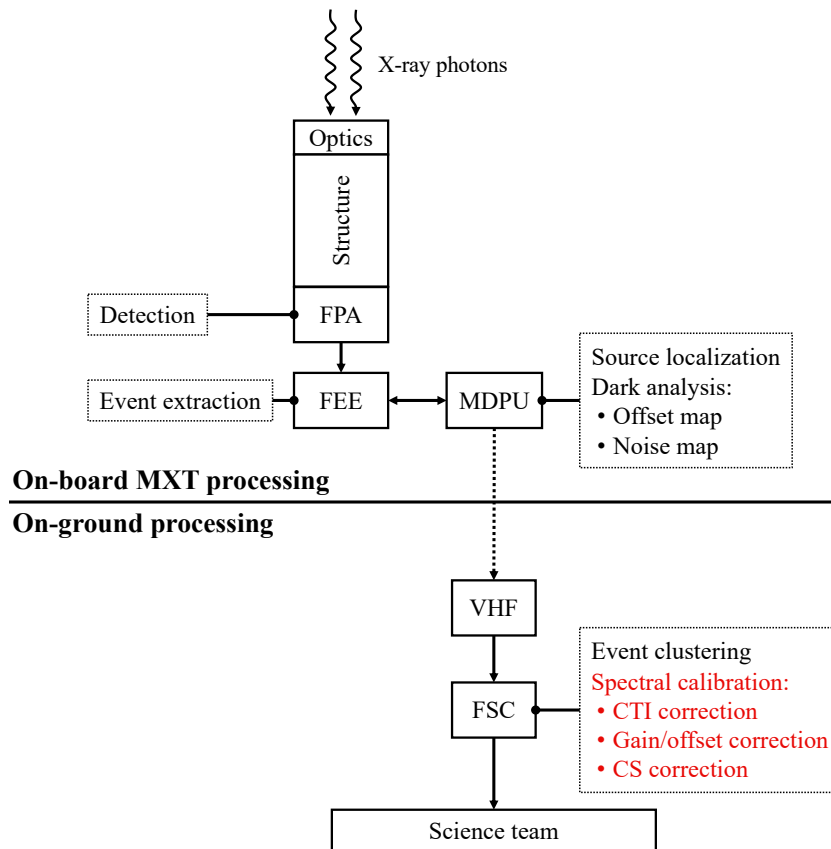 X-ray photons
Optics
Structure
Detection
FPA
Event extraction
FEE
MDPU
Source localization
Dark analysis:
• Offset map
• Noise map
On-board MXT processing
On-ground processing
VHF
FSC
Event clustering
Spectral calibration:
• CTI correction
• Gain/offset correction
• CS correction
Science team